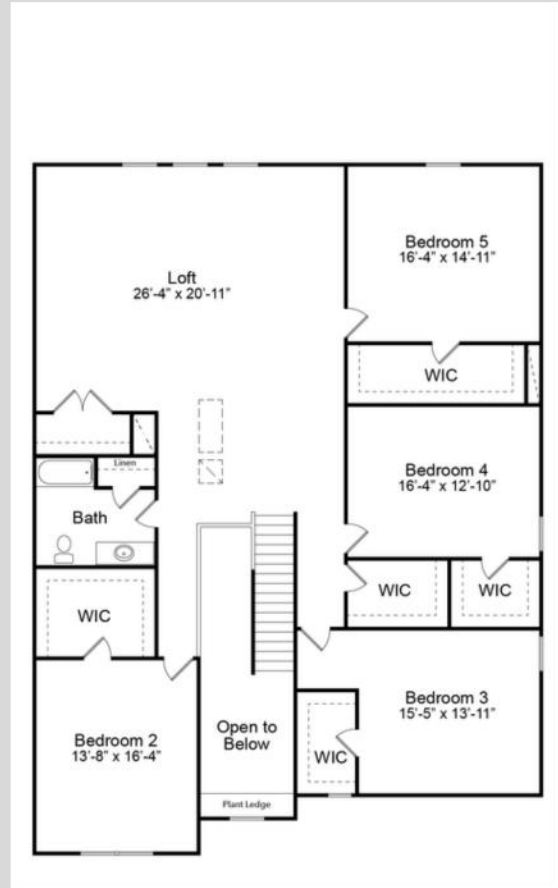 Bedroom 5
16'-4" x 14'-11"
Loft
26'-4" x 20'-11"
WIC
Linen
Bedroom 4
16'-4" x 12'-10"
Bath
WIC
WIC
WIC
Bedroom 3
15'-5" x 13'-11"
Bedroom 2
13'-8" x 16'-4"
Open to
Below
WIC
Plant Ledge